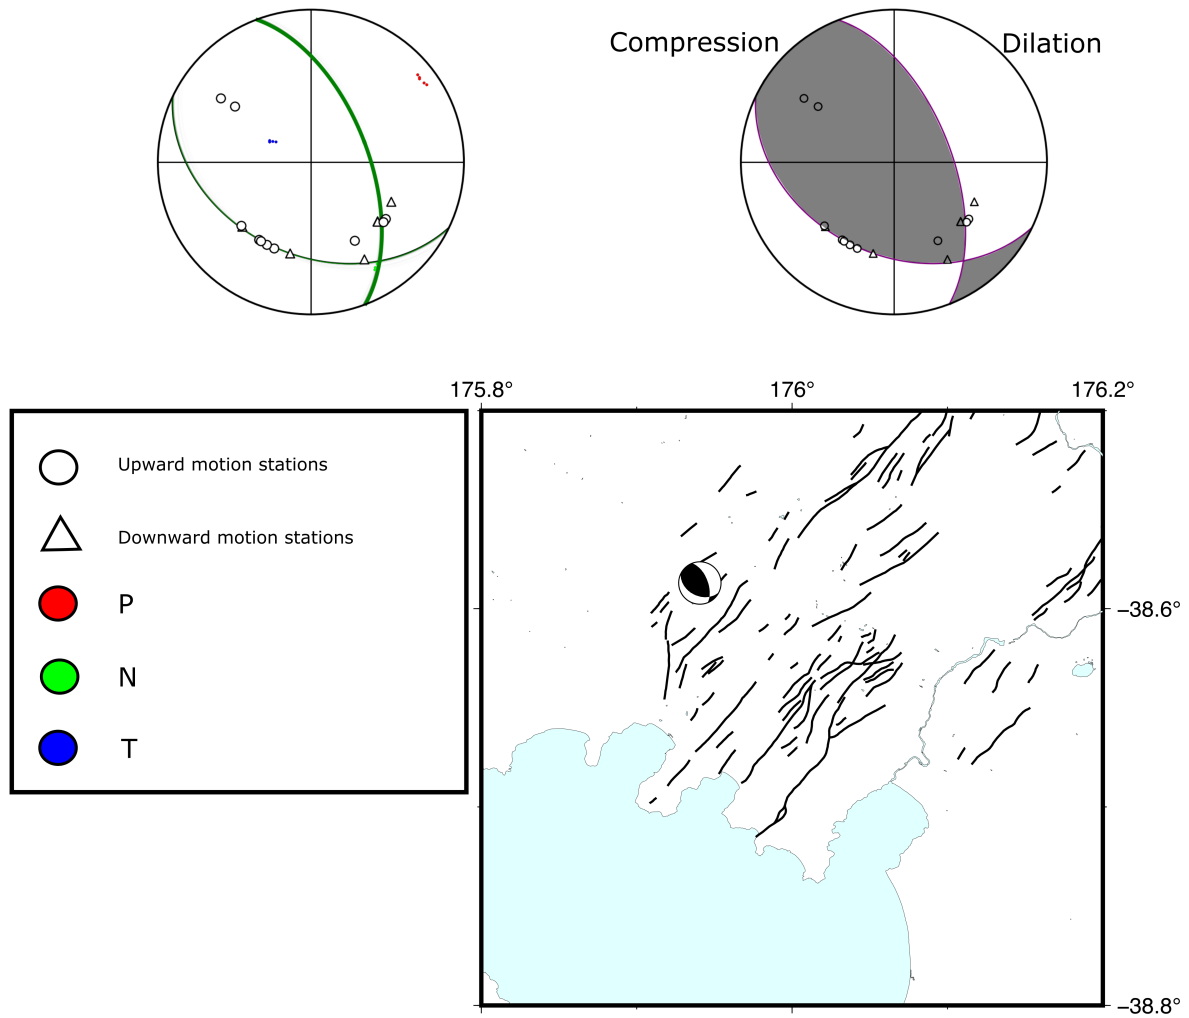 Compression
Dilation
175.8°
176°
176.2°
Upward motion stations
Downward motion stations
P
N
T
−38.6°
−38.8°